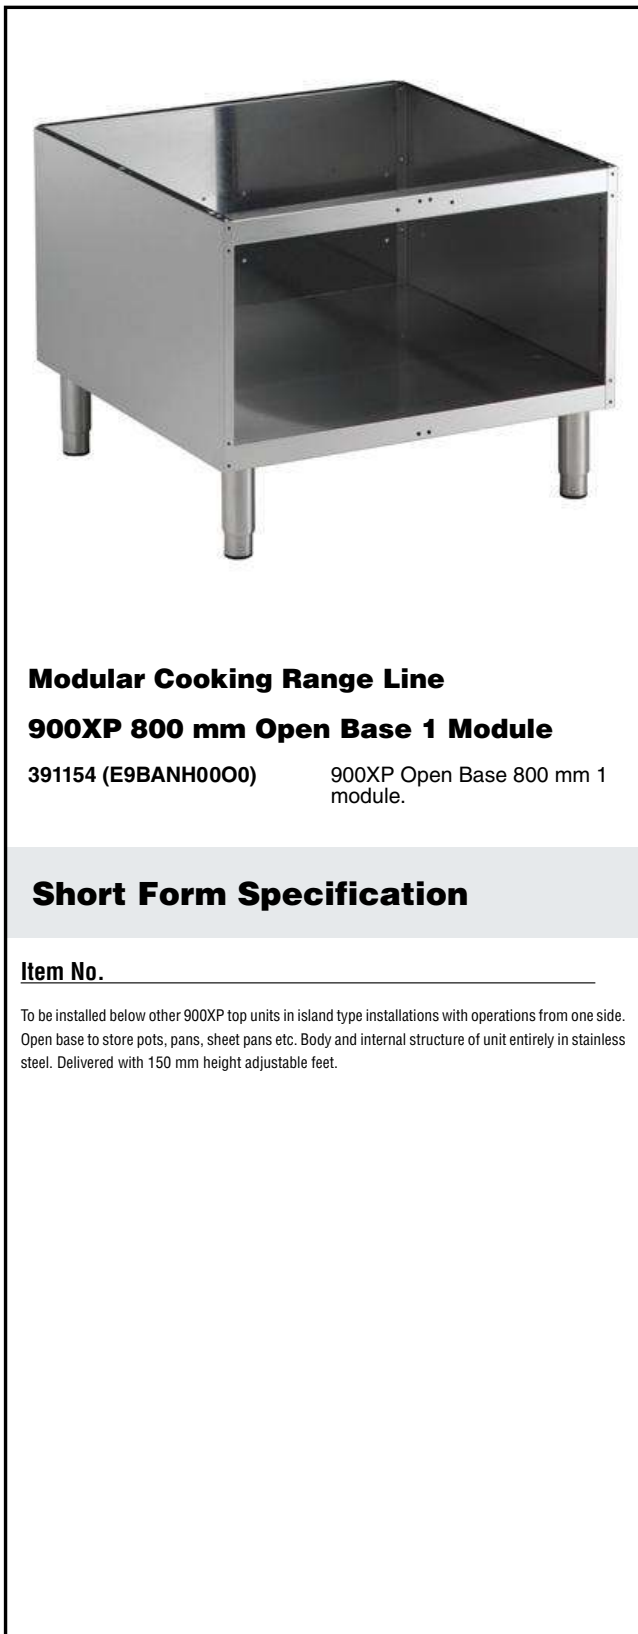 Modular Cooking Range Line
900XP 800 mm Open Base 1 Module
391154 (E9BANH00O0) 900XP Open Base 800 mm 1
module.
Short Form Specification
Item No.
To be installed below other 900XP top units in island type installations with operations from one side.
Open base to store pots, pans, sheet pans etc. Body and internal structure of unit entirely in stainless
steel. Delivered with 150 mm height adjustable feet.